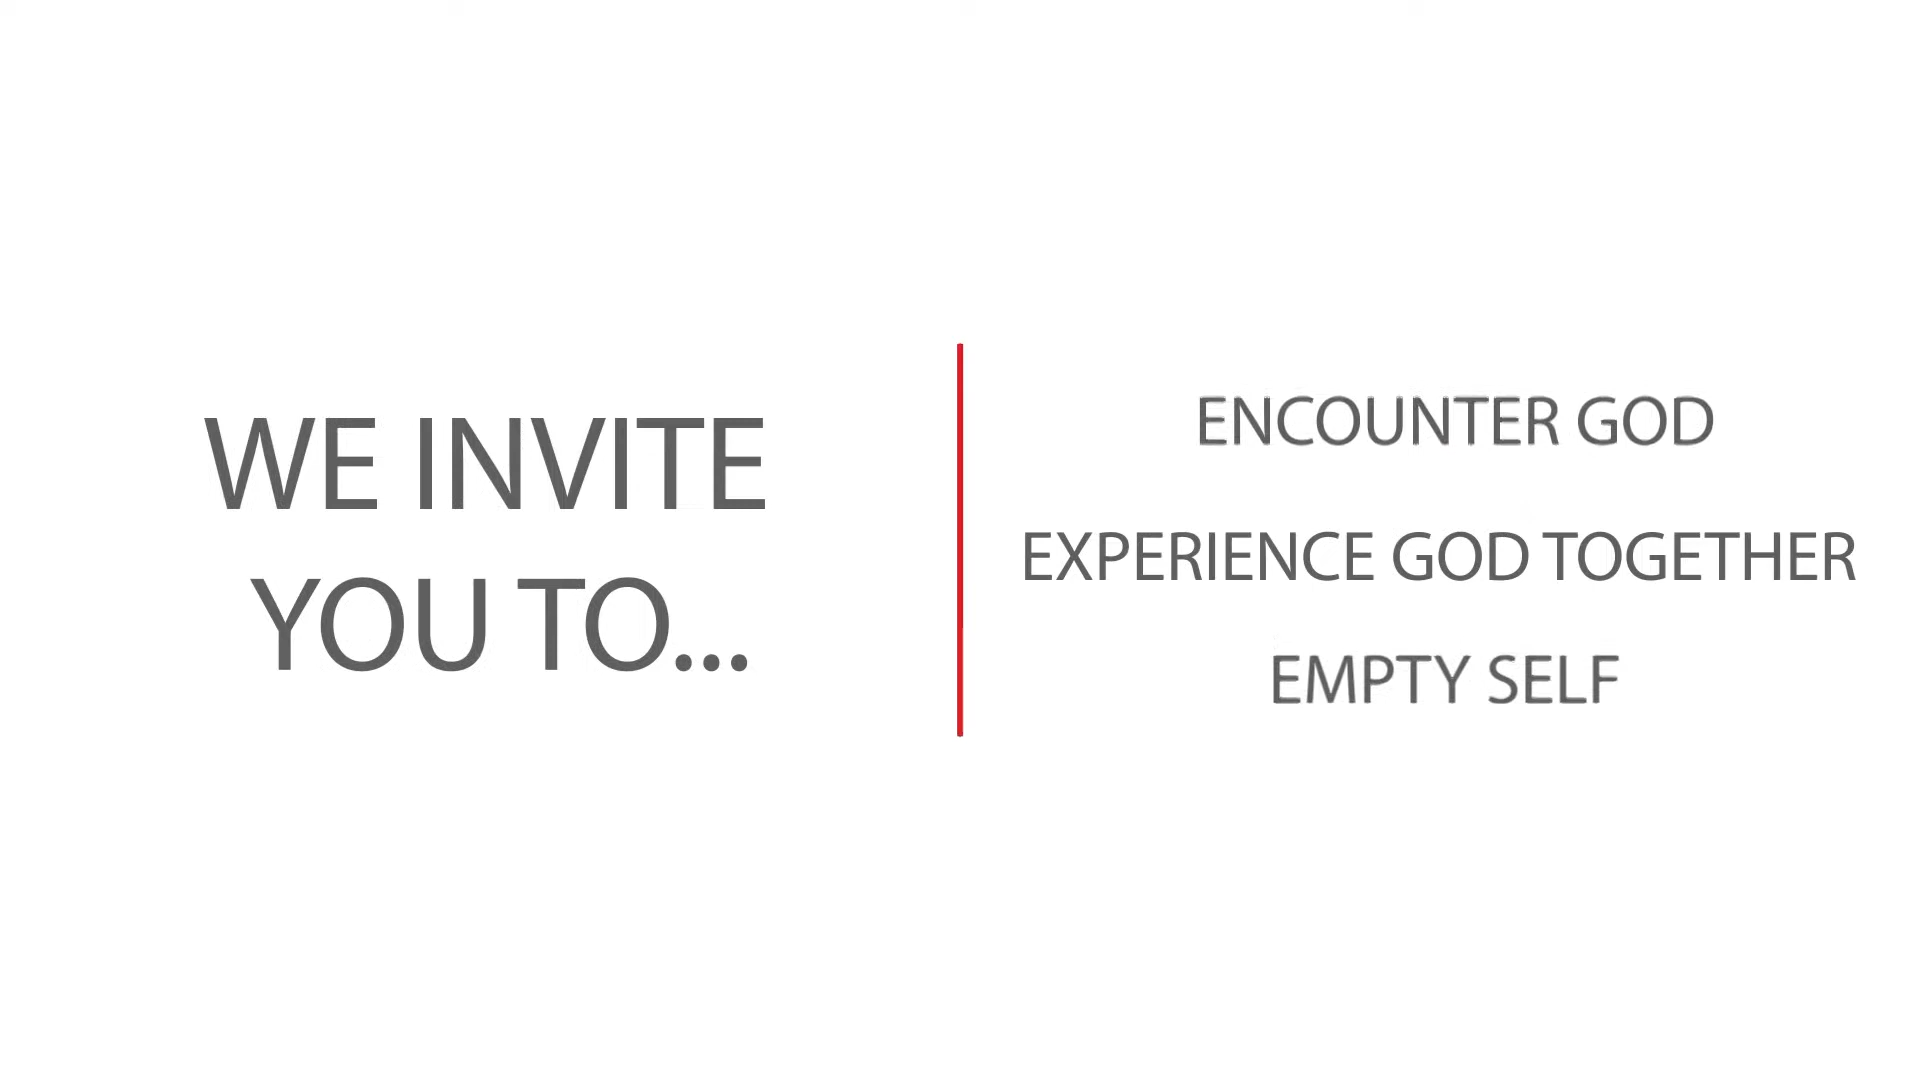 WE INVITE
YOU TO...
ENCOUNTER GOD
EXPERIENCE GOD TOGETHER
EMPTY SELF